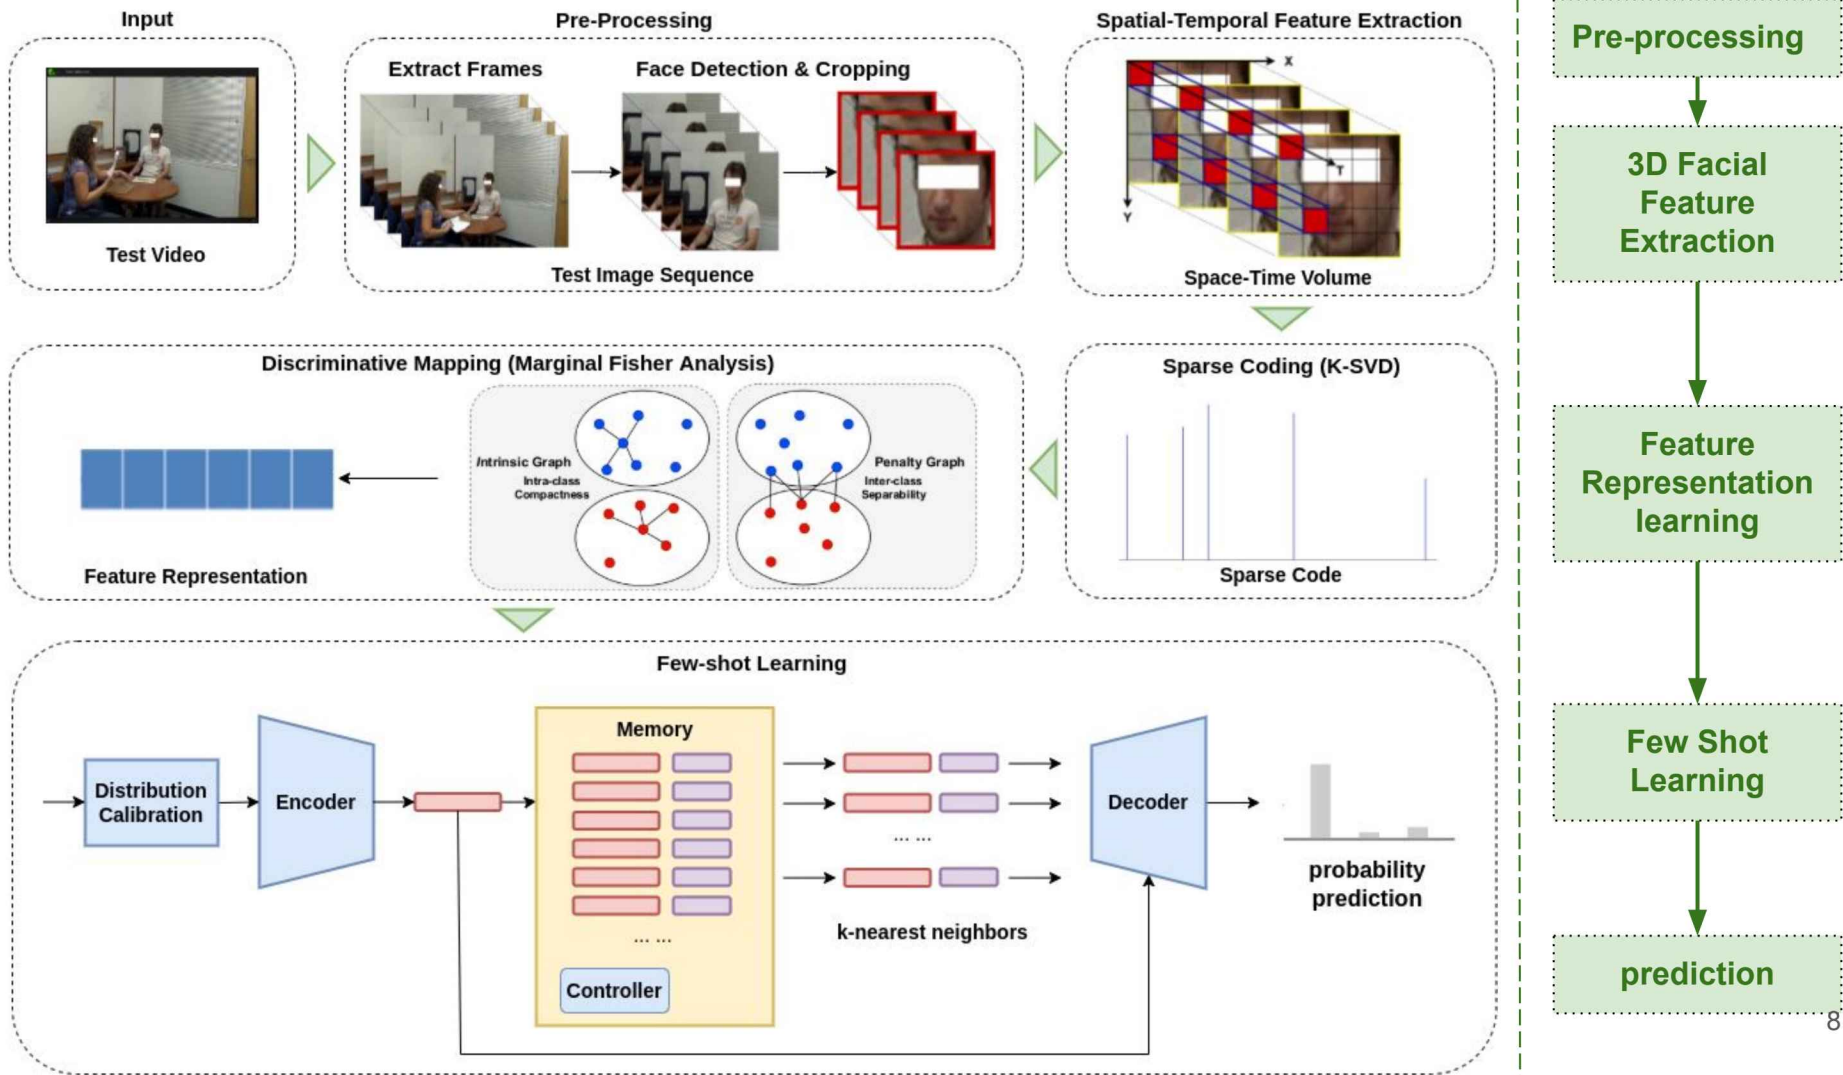 Input
Pre-Processing
Spatial-Temporal Feature Extraction
Extract Frames
Face Detection & Cropping
X
T
Y
Test Video
Test Image Sequence
Space-Time Volume
Discriminative Mapping (Marginal Fisher Analysis)
Sparse Coding (K-SVD)
Intrinsic Graph
Intra-class
Compactness
Penalty Graph
Inter-class
Separability
Feature Representation
Sparse Code
Few-shot Learning
Distribution
Calibration
Encoder
Memory
... ...
Controller
... ...
k-nearest neighbors
Decoder
probability
prediction
Pre-processing
3D Facial
Feature
Extraction
Feature
Representation
learning
Few Shot
Learning
prediction
8